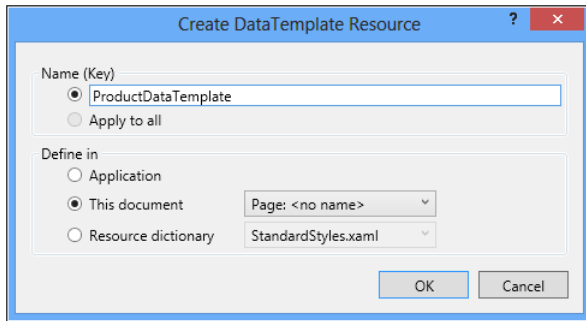 Create DataTemplate Resource
?
Name (Key)
ProductDataTemplate
Apply to all
Define in
Application
This document Page: <no name>
Resource dictionary StandardStyles.xaml
OK Cancel